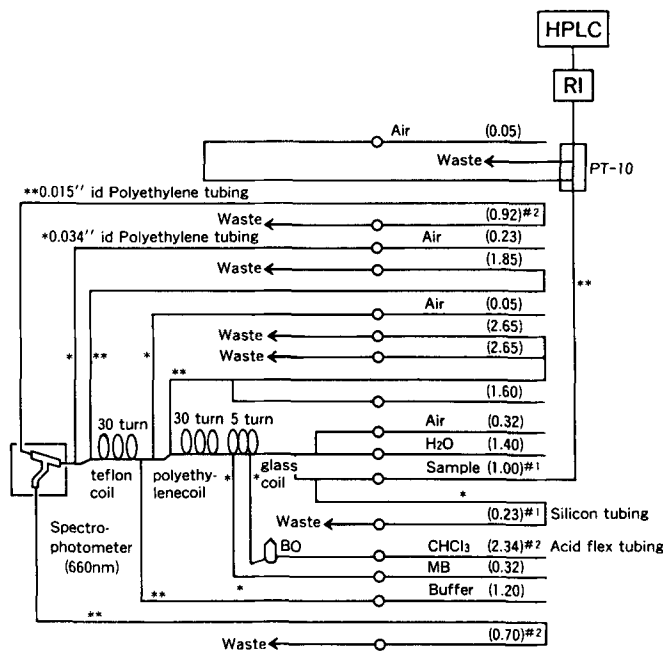 HPLC
RI
Air (0.05)
Waste
PT-10
**0.015" id Polyethylene tubing
Waste (0.92)#2
*0.034" id Polyethylene tubing Air (0.23)
Waste (1.85)
**
Air (0.05)
Waste (2.65)
* ** *
Waste (2.65)
**
(1.60)
30 turn 30 turn 5 turn Air (0.32)
H2O (1.40)
teflon coil polyethylenecoil glass coil Sample (1.00)#1
* * *
Waste (0.23)#1 Silicon tubing
Spectro-
photometer
(660nm)
BO CHCl3 (2.34)#2 Acid flex tubing
MB (0.32)
*
** Buffer (1.20)
**
Waste (0.70)#2